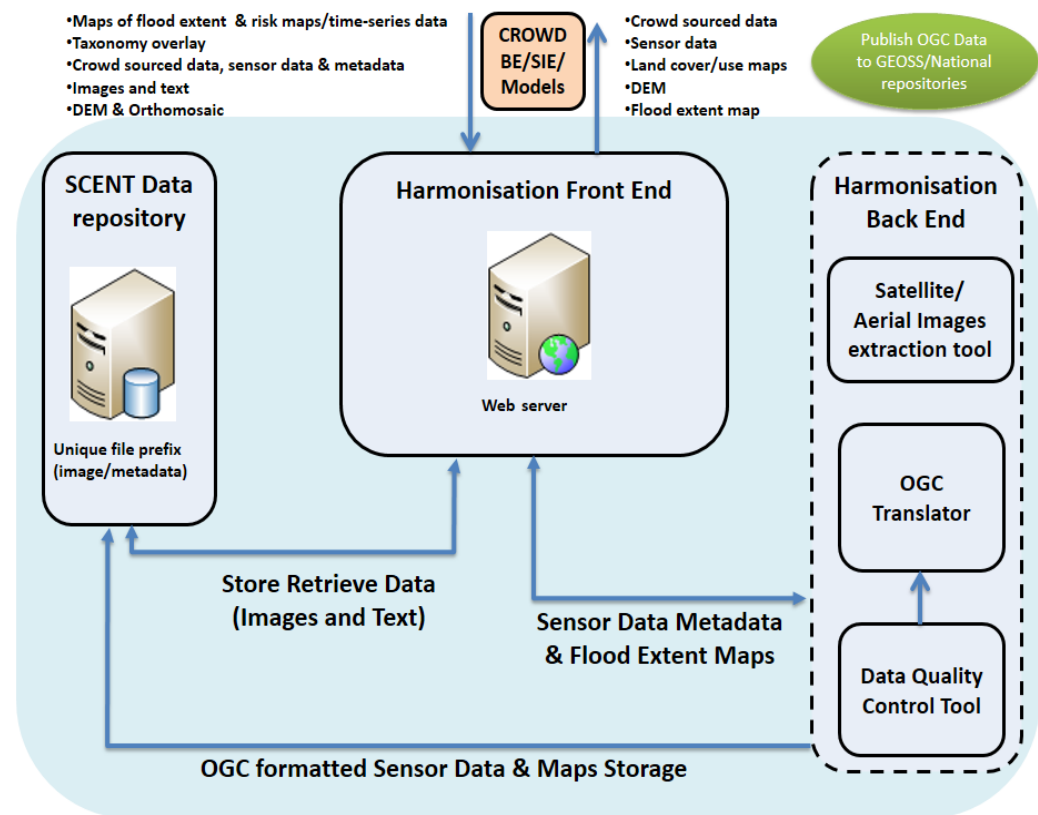 •Maps of flood extent & risk maps/time-series data
•Taxonomy overlay
•Crowd sourced data, sensor data & metadata
•Images and text
•DEM & Orthomosaic
CROWD
BE/SIE/
Models
•Crowd sourced data
•Sensor data
•Land cover/use maps
•DEM
•Flood extent map
Publish OGC Data
to GEOSS/National
repositories
SCENT Data
repository
Unique file prefix
(image/metadata)
Harmonisation Front End
Web server
Harmonisation
Back End
Satellite/
Aerial Images
extraction tool
OGC
Translator
Data Quality
Control Tool
Store Retrieve Data
(Images and Text)
Sensor Data Metadata
& Flood Extent Maps
OGC formatted Sensor Data & Maps Storage